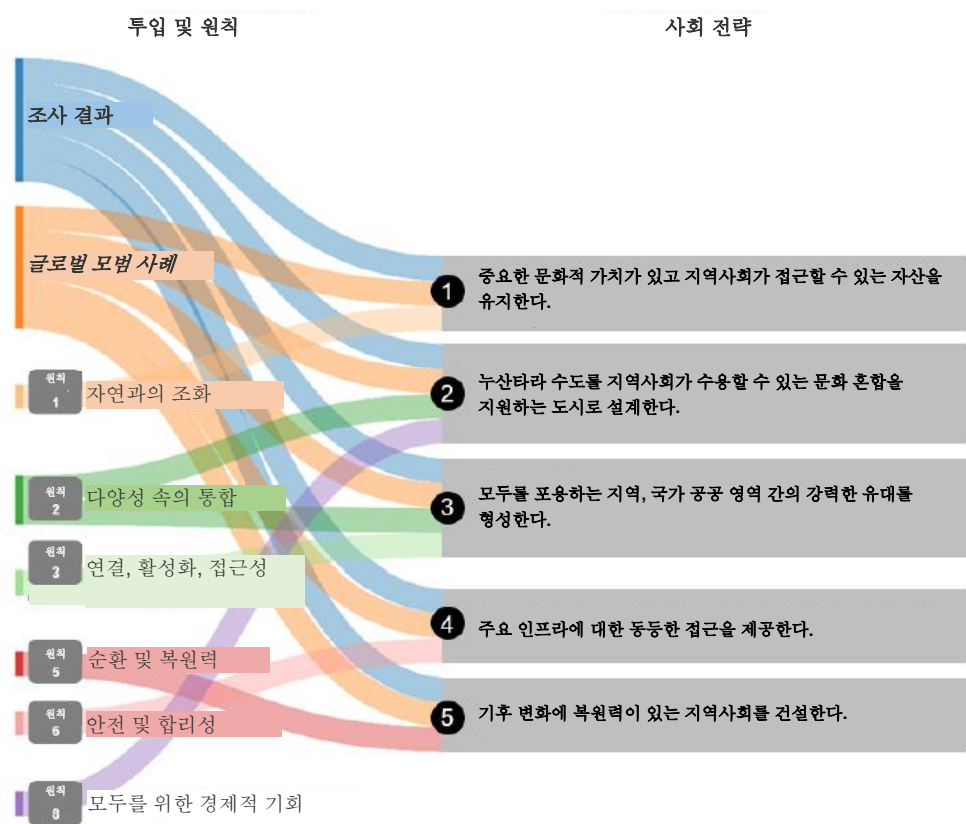 투입 및 원칙
사회 전략
조사 결과
글로벌 모범 사례
원칙
1
자연과의 조화
원칙
2
다양성 속의 통합
원칙
3
연결, 활성화, 접근성
원칙
5
순환 및 복원력
원칙
6
안전 및 합리성
원칙
8
모두를 위한 경제적 기회
1
중요한 문화적 가치가 있고 지역사회가 접근할 수 있는 자산을
유지한다.
2
누산타라 수도를 지역사회가 수용할 수 있는 문화 혼합을
지원하는 도시로 설계한다.
3
모두를 포용하는 지역, 국가 공공 영역 간의 강력한 유대를
형성한다.
4
주요 인프라에 대한 동등한 접근을 제공한다.
5
기후 변화에 복원력이 있는 지역사회를 건설한다.